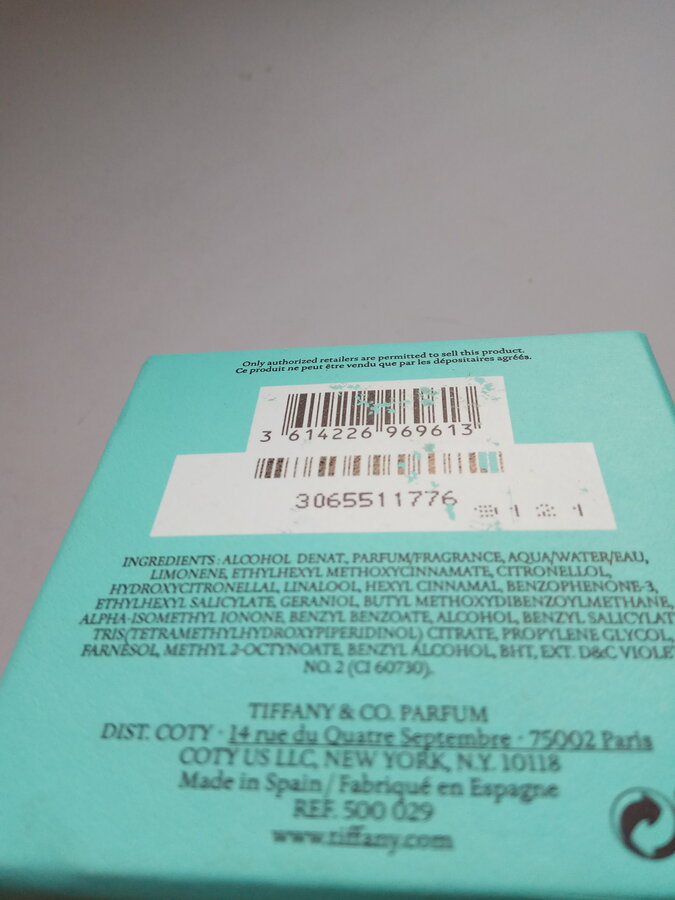 Only authorized retailers are permitted to sell this product.
Ce produit ne peut être vendu que par les dépositaires agréés.
3 614226 969613
3065511776
INGREDIENTS : ALCOHOL DENAT., PARFUM/FRAGRANCE, AQUA/WATER/EAU,
LIMONENE, ETHYLHEXYL METHOXYCINNAMATE, CITRONELLOL,
HYDROXYCITRONELLAL, LINALOOL, HEXYL CINNAMAL, BENZOPHENONE-3,
ETHYLHEXYL SALICYLATE, GERANIOL, BUTYL METHOXYDIBENZOYLMETHANE,
ALPHA-ISOMETHYL IONONE, BENZYL BENZOATE, ALCOHOL, BENZYL SALICYLAT
TRIS(TETRAMETHYLHYDROXYPIPERIDINOL) CITRATE, PROPYLENE GLYCOL,
FARNESOL, METHYL 2-OCTYNOATE, BENZYL ALCOHOL, BHT, EXT. D&C VIOLE
NO. 2 (CI 60730).
TIFFANY & CO. PARFUM
DIST. COTY · 14 rue du Quatre Septembre · 75002 Paris
COTY US LLC, NEW YORK, N.Y. 10118
Made in Spain / Fabriqué en Espagne
REF. 500 029
www.tiffany.com